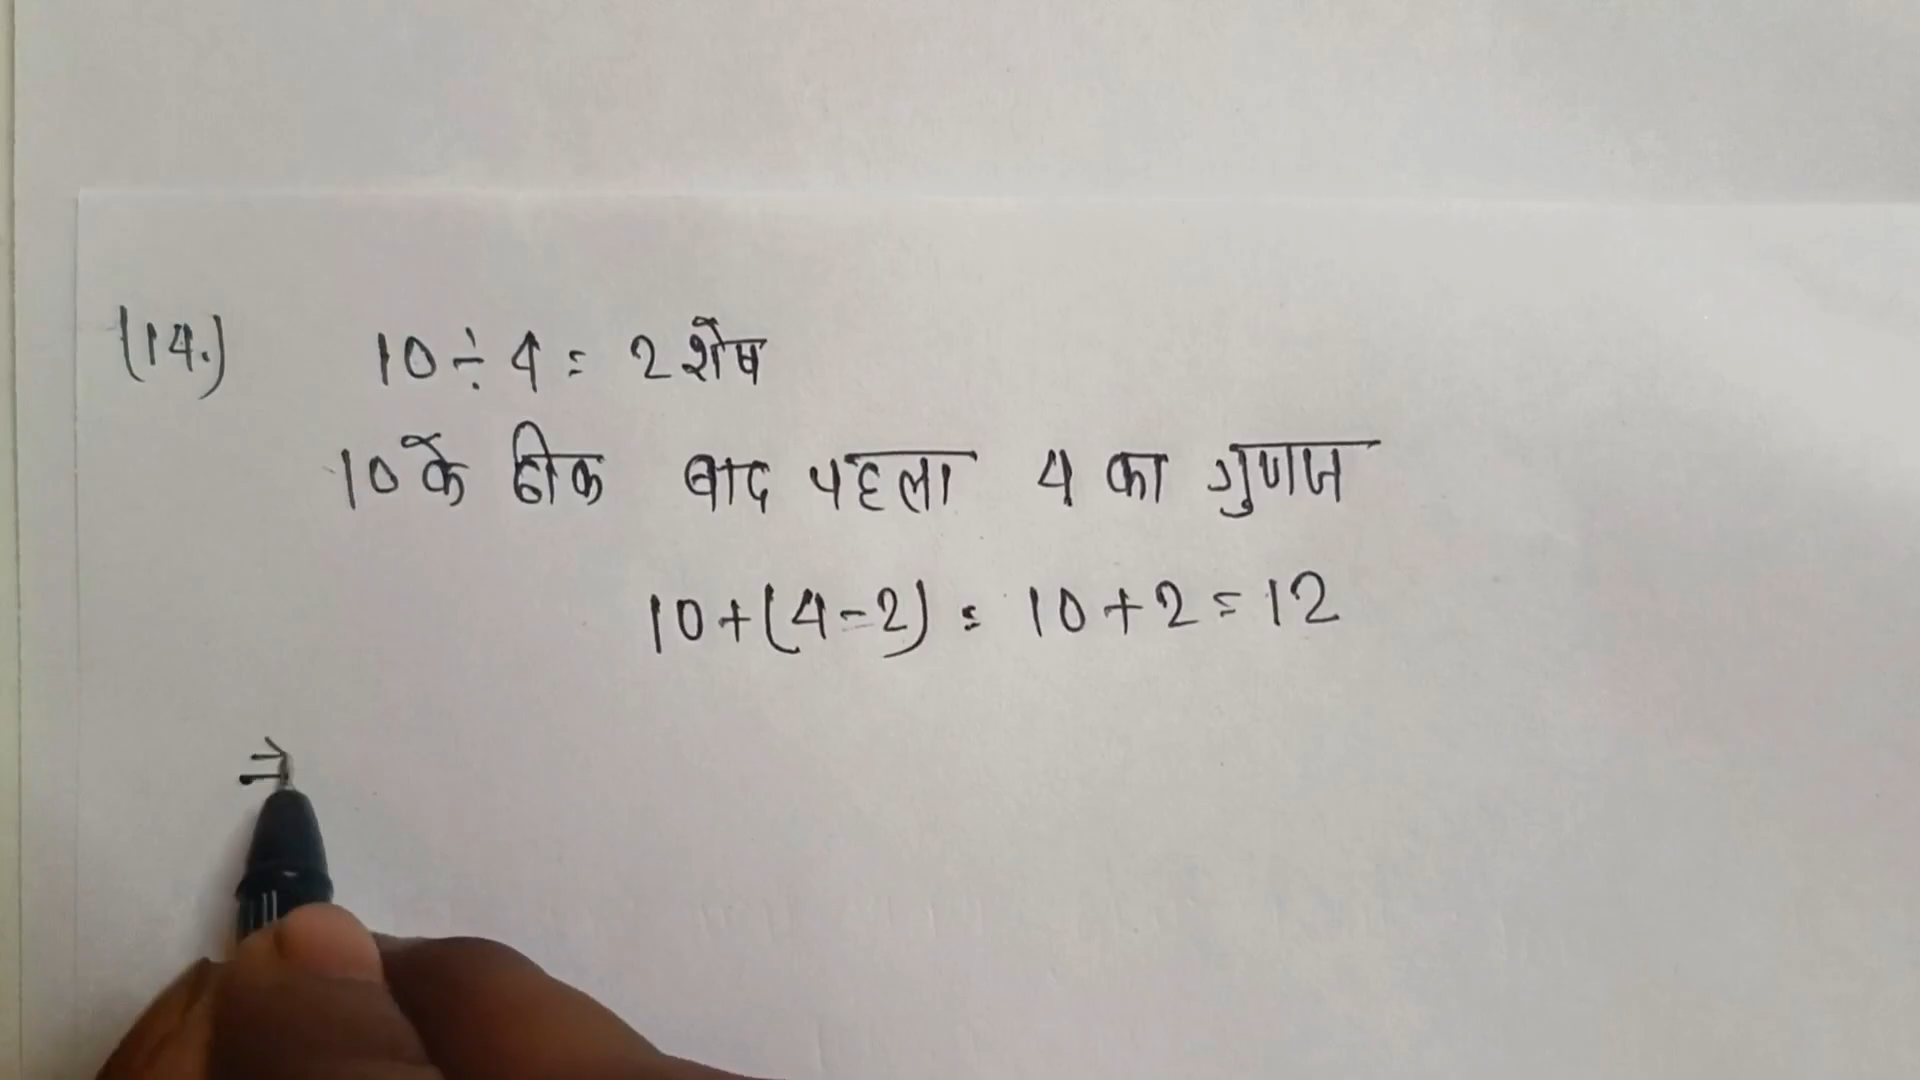 (14.) 10 ÷ 4 = 2 शेष
10 के ठीक बाद पहला 4 का गुणज
10+(4-2) = 10+2 = 12
⇒